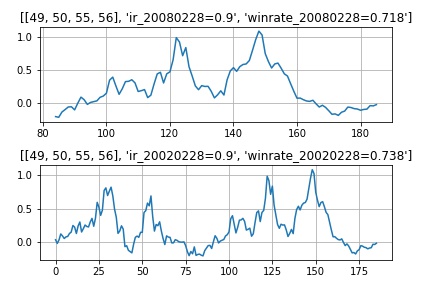 [[49, 50, 55, 56], 'ir_20080228=0.9', 'winrate_20080228=0.718']
1.0
0.5
0.0
80 100 120 140 160 180
[[49, 50, 55, 56], 'ir_20020228=0.9', 'winrate_20020228=0.738']
1.0
0.5
0.0
0 25 50 75 100 125 150 175